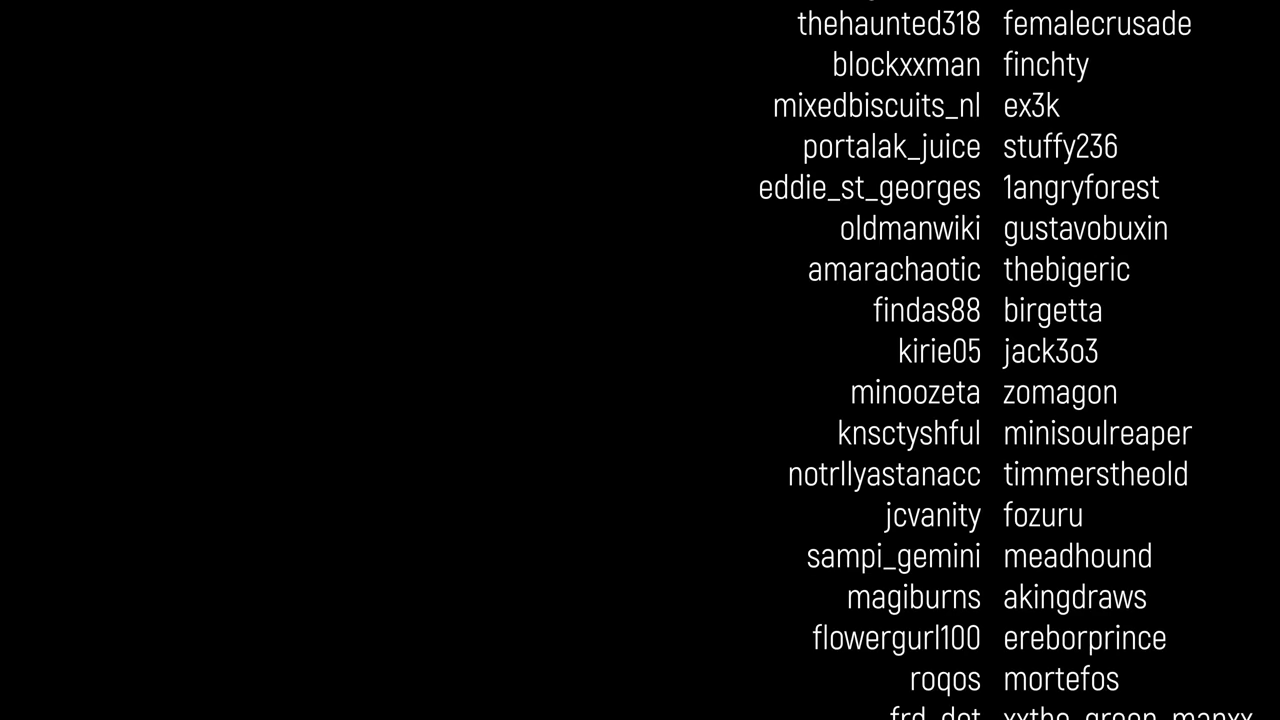 thehaunted318 femalecrusade
blockxxman finchty
mixedbiscuits_nl ex3k
portalak_juice stuffy236
eddie_st_georges 1angryforest
oldmanwiki gustavobuxin
amarachaotic thebigeric
findas88 birgetta
kirie05 jack3o3
minoozeta zomagon
knsctyshful minisoulreaper
notrllyastanacc timmerstheold
jcvanity fozuru
sampi_gemini meadhound
magiburns akingdraws
flowergurl100 ereborprince
roqos mortefos